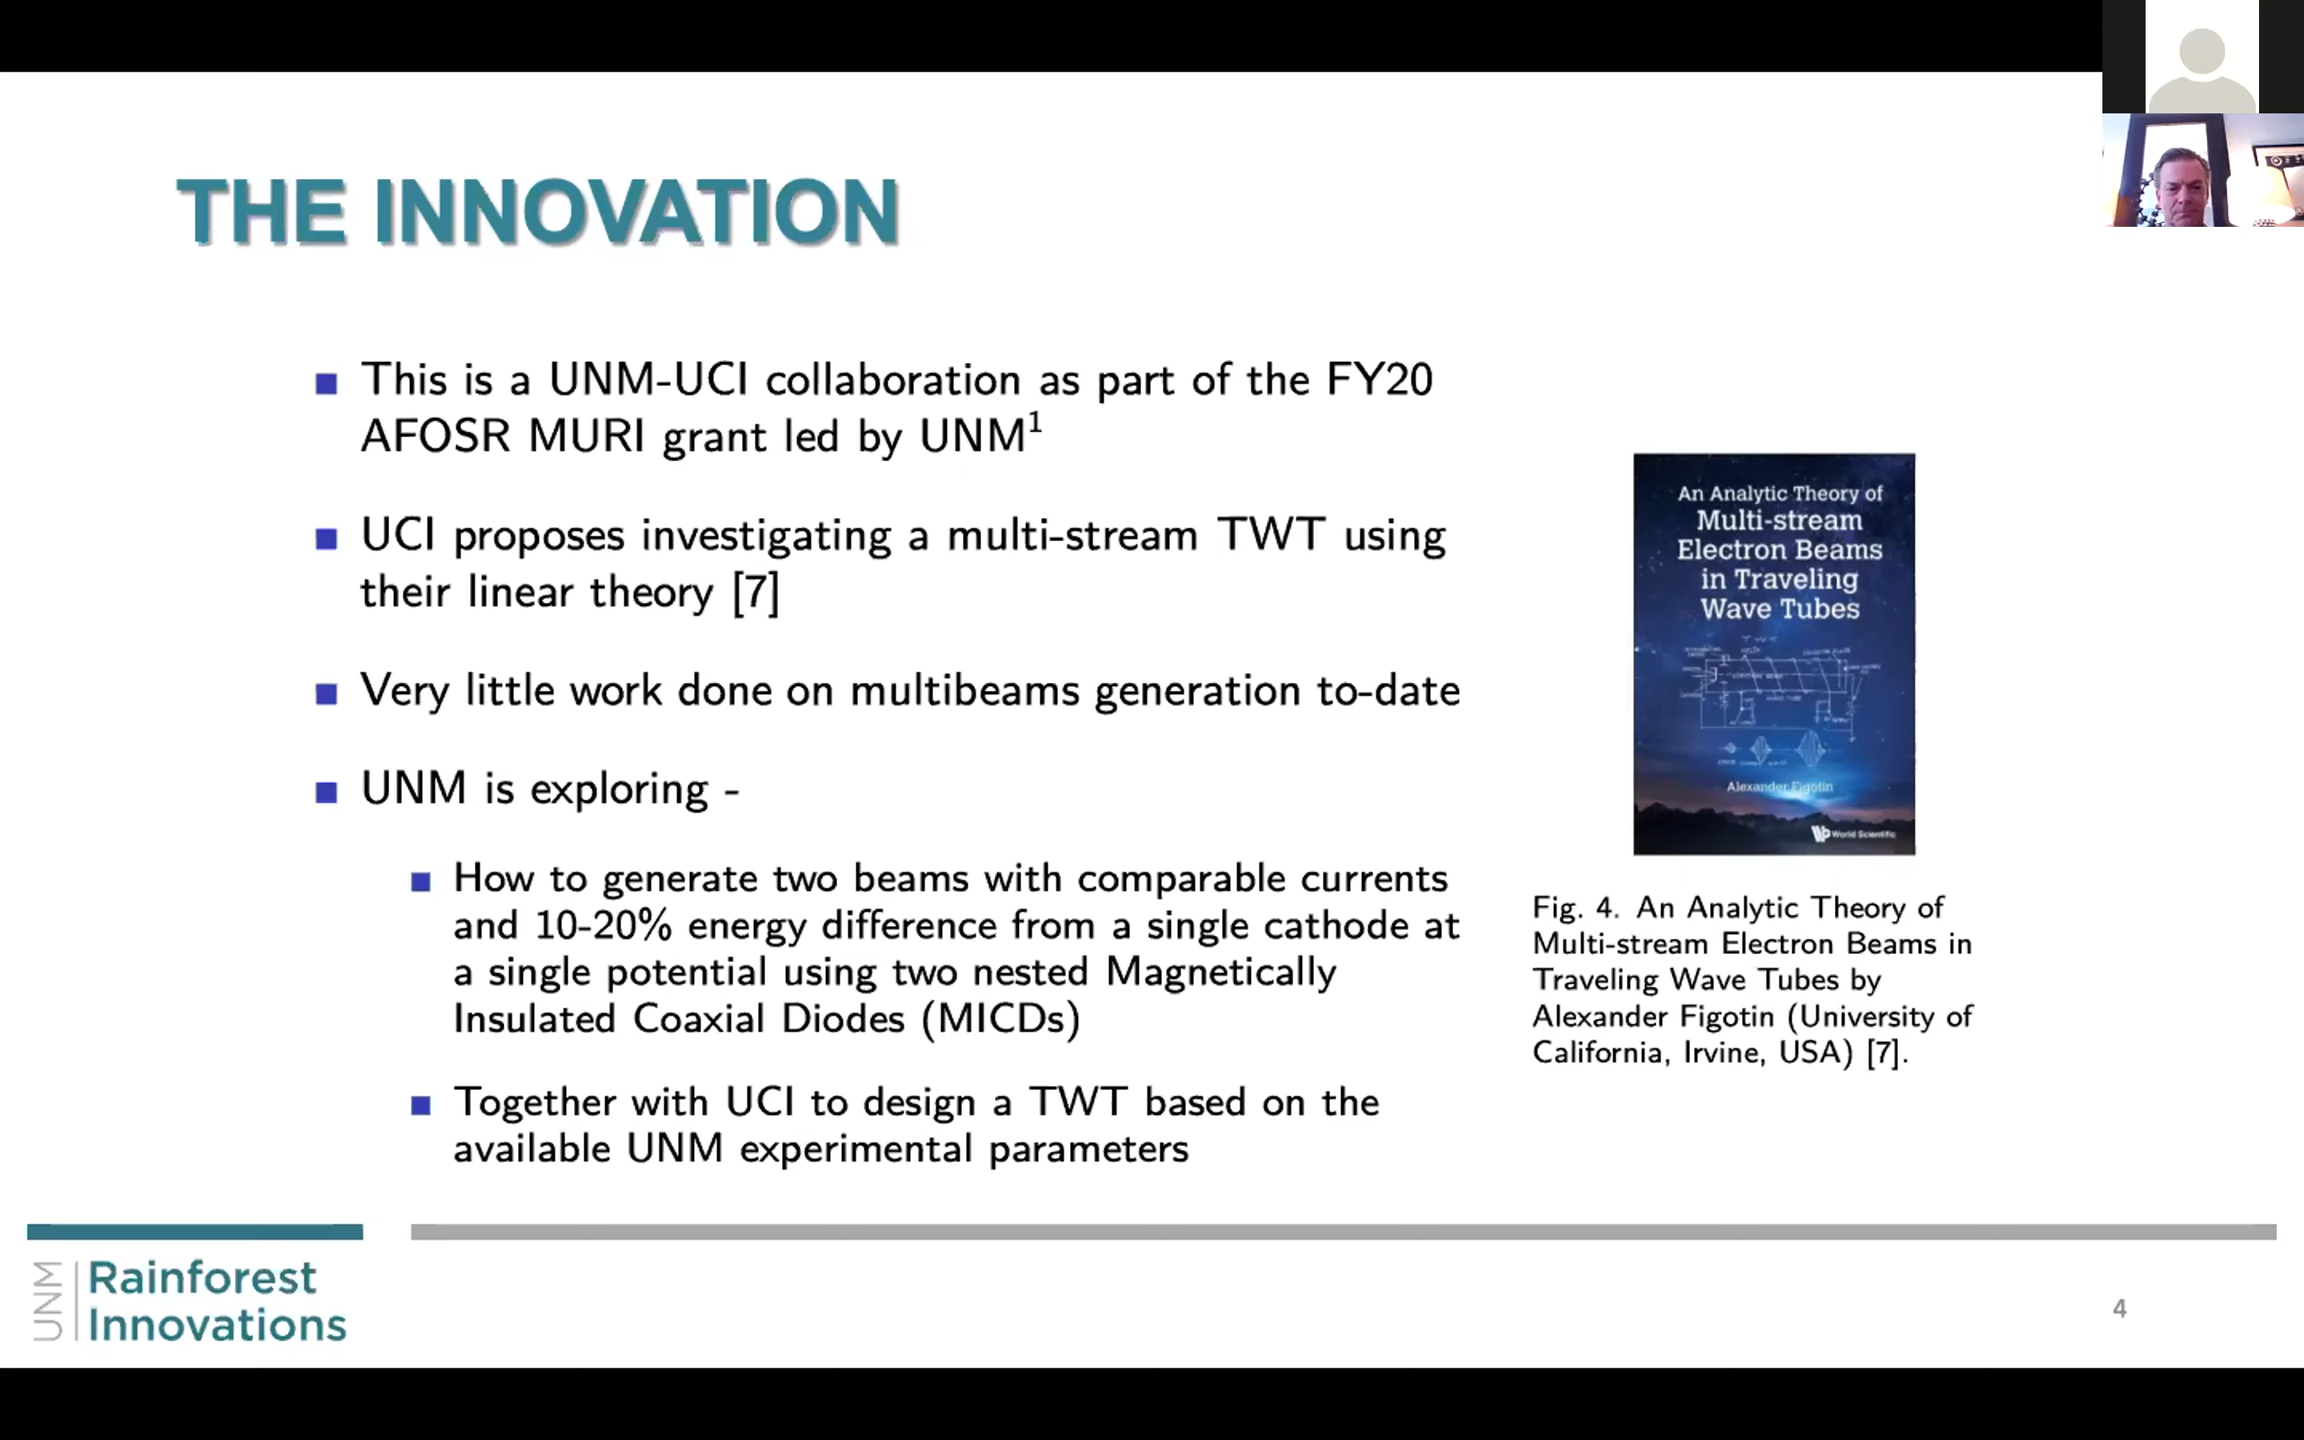 THE INNOVATION
This is a UNM-UCI collaboration as part of the FY20
AFOSR MURI grant led by UNM¹
UCI proposes investigating a multi-stream TWT using
their linear theory [7]
Very little work done on multibeams generation to-date
UNM is exploring -
How to generate two beams with comparable currents
and 10-20% energy difference from a single cathode at
a single potential using two nested Magnetically
Insulated Coaxial Diodes (MICDs)
Together with UCI to design a TWT based on the
available UNM experimental parameters
An Analytic Theory of
Multi-stream
Electron Beams
in Traveling
Wave Tubes
TWT
Alexander Figotin
World Scientific
Fig. 4. An Analytic Theory of
Multi-stream Electron Beams in
Traveling Wave Tubes by
Alexander Figotin (University of
California, Irvine, USA) [7].
UNM
Rainforest
Innovations
4